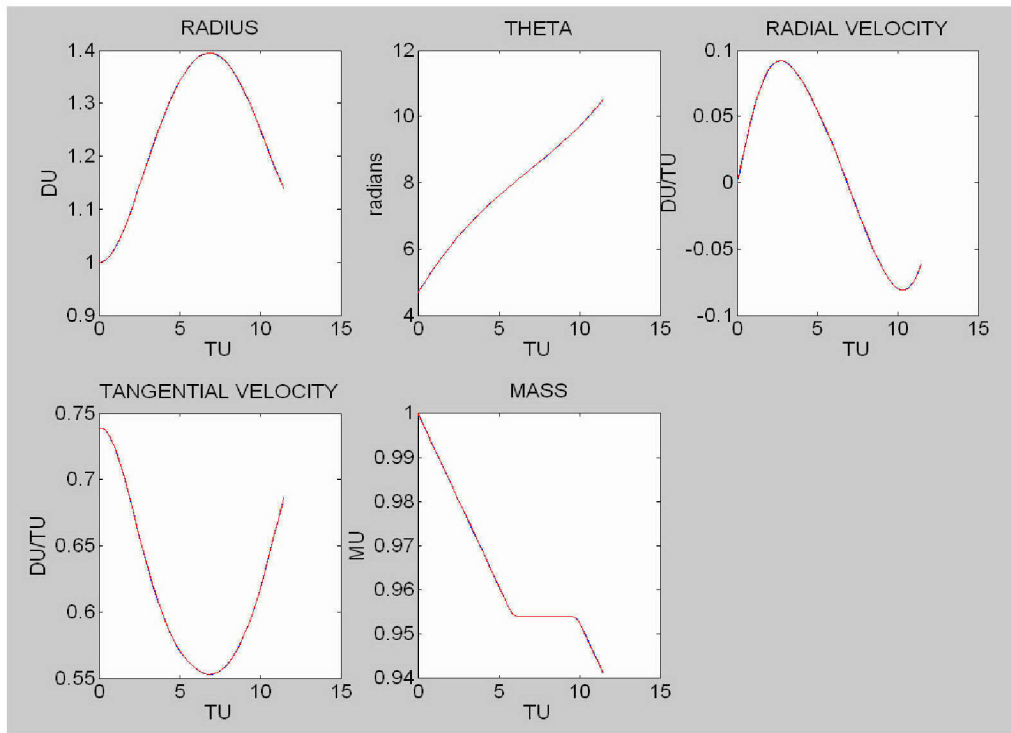 RADIUS
THETA
RADIAL VELOCITY
1.4
1.3
1.2
1.1
1
0.9
DU
0 5 10 15
TU
12
10
8
6
4
radians
0 5 10 15
TU
0.1
0.05
0
-0.05
-0.1
DU/TU
0 5 10 15
TU
TANGENTIAL VELOCITY
MASS
0.75
0.7
0.65
0.6
0.55
DU/TU
0 5 10 15
TU
1
0.99
0.98
0.97
0.96
0.95
0.94
MU
0 5 10 15
TU